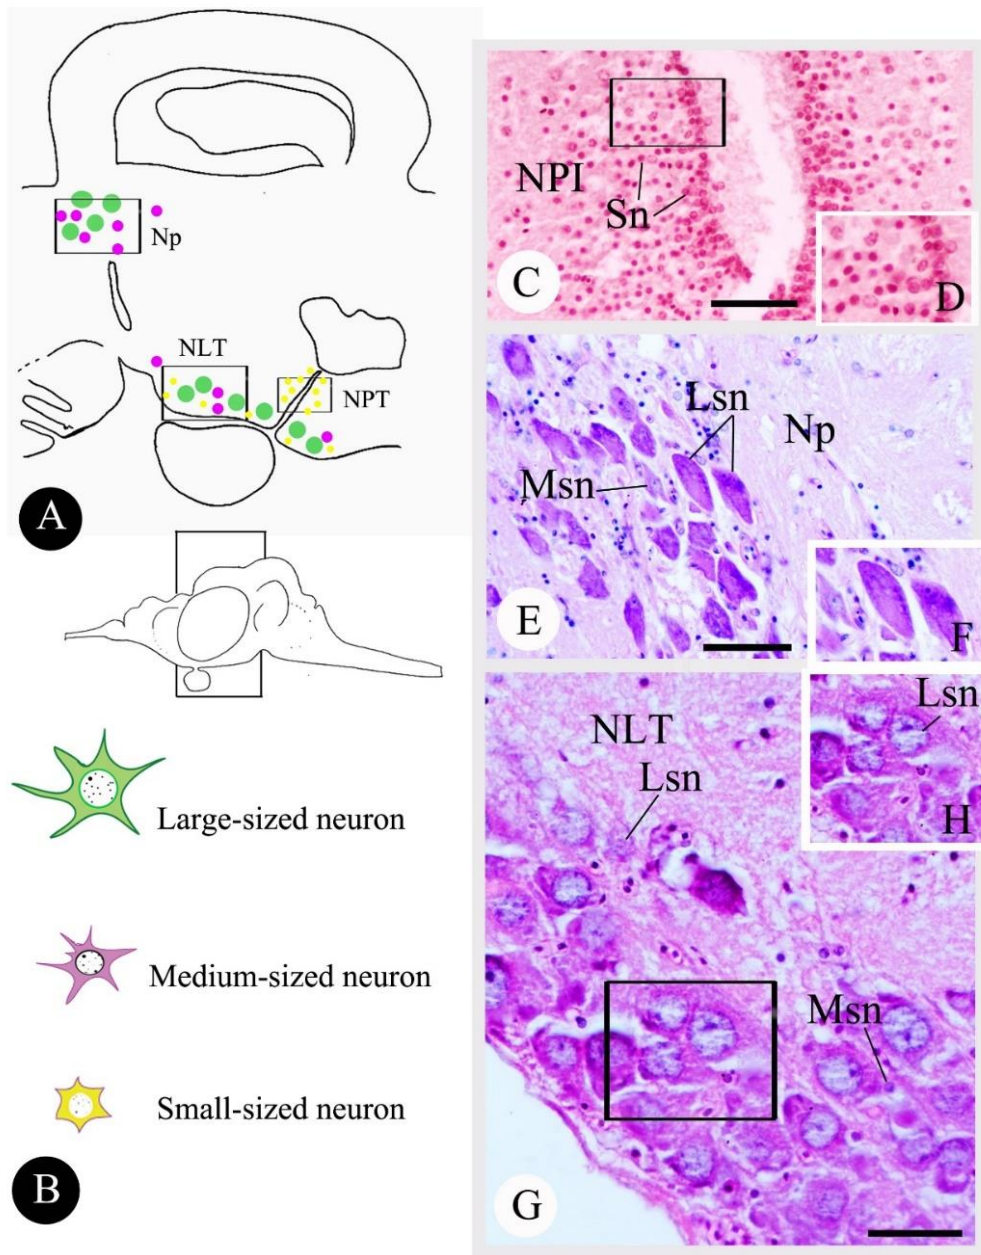 Np
NLT
NPT
A
Large-sized neuron
Medium-sized neuron
Small-sized neuron
B
NPI
Sn
C
D
Lsn
Np
Msn
E
F
Lsn
NLT
H
Lsn
Msn
G